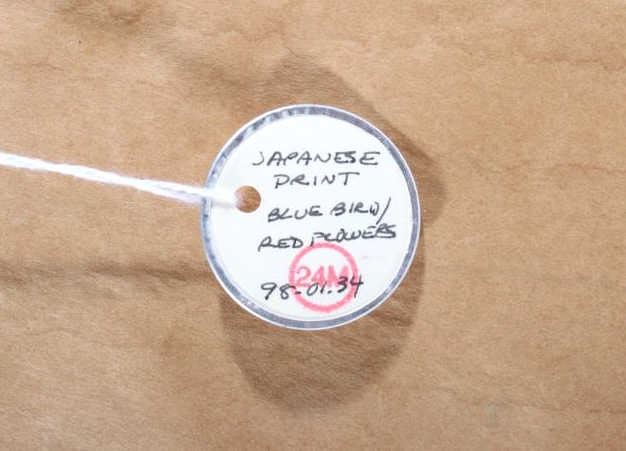 JAPANESE
PRINT
BLUE BIRD/
RED FLOWERS
24M
98-01.34